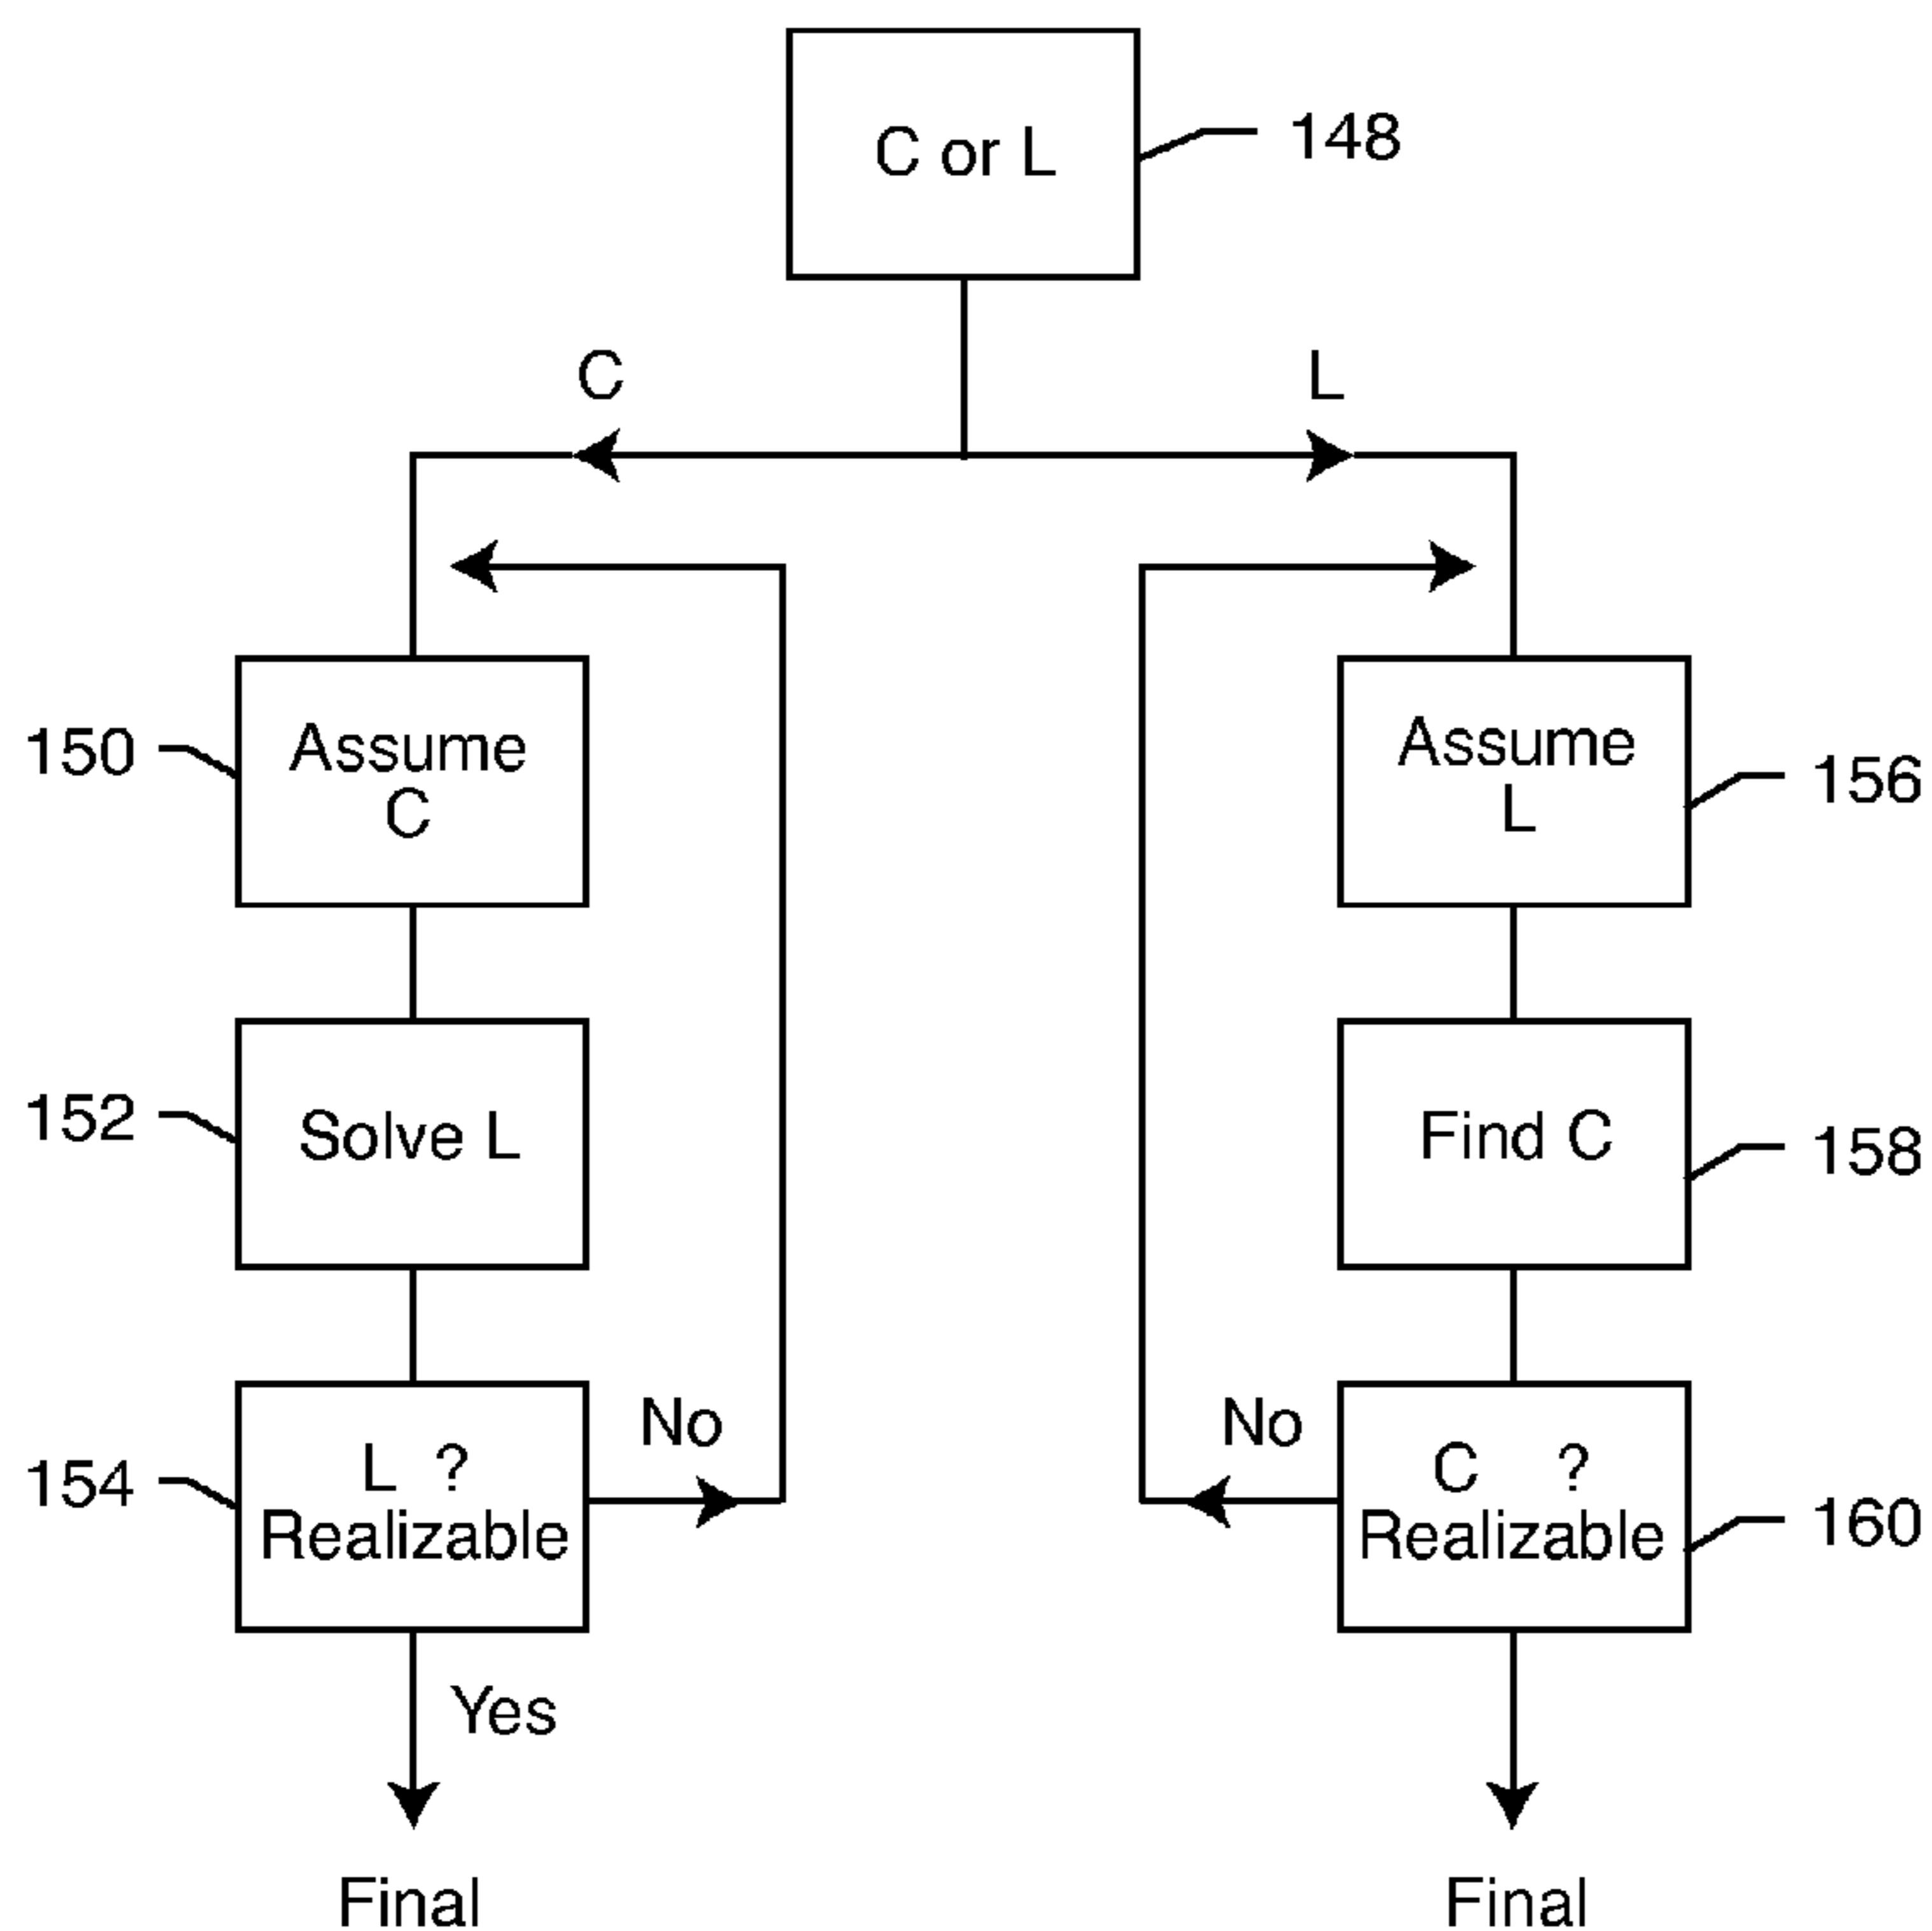 C or L
148
C
L
150
Assume
C
Assume
L
156
152
Solve L
Find C
158
154
L ?
Realizable
No
No
C ?
Realizable
160
Yes
Final
Final